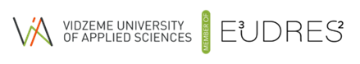 VIDZEME UNIVERSITY
OF APPLIED SCIENCES
MEMBER OF
E³UDRES²